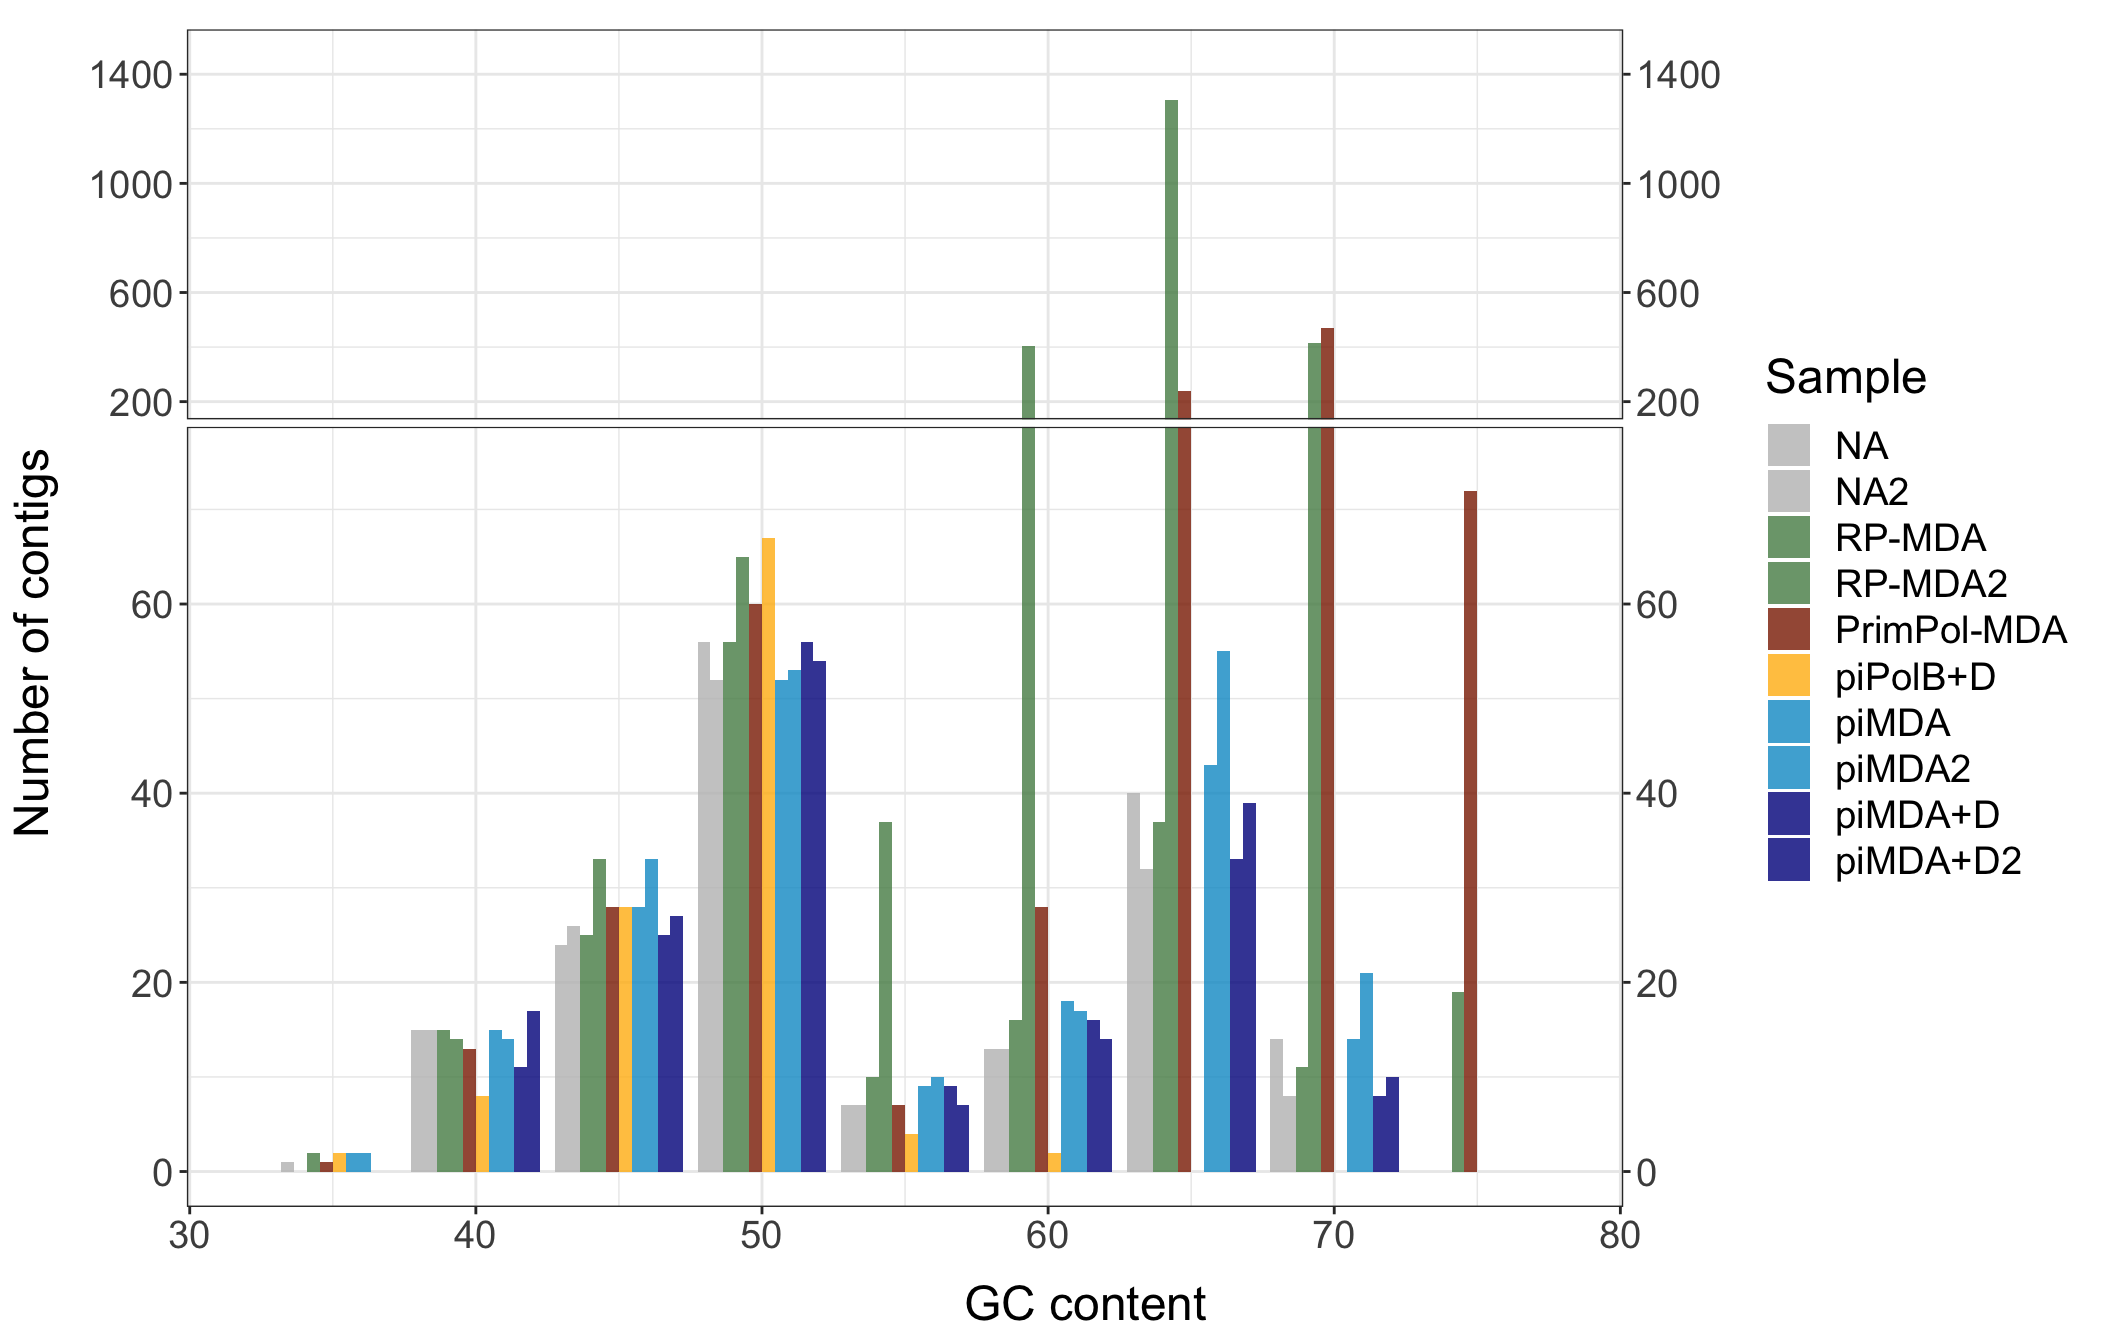 1400
1000
600
200
60
40
20
0
Number of contigs
1400
1000
600
200
60
40
20
0
30 40 50 60 70 80
GC content
Sample
NA
NA2
RP-MDA
RP-MDA2
PrimPol-MDA
piPolB+D
piMDA
piMDA2
piMDA+D
piMDA+D2